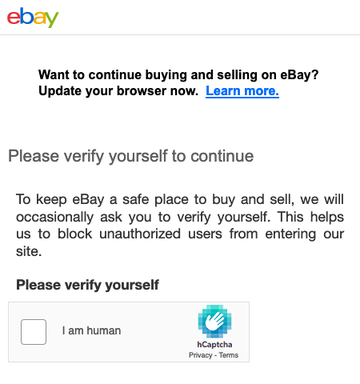 ebay
Want to continue buying and selling on eBay?
Update your browser now. Learn more.
Please verify yourself to continue
To keep eBay a safe place to buy and sell, we will
occasionally ask you to verify yourself. This helps
us to block unauthorized users from entering our
site.
Please verify yourself
I am human
hCaptcha
Privacy - Terms